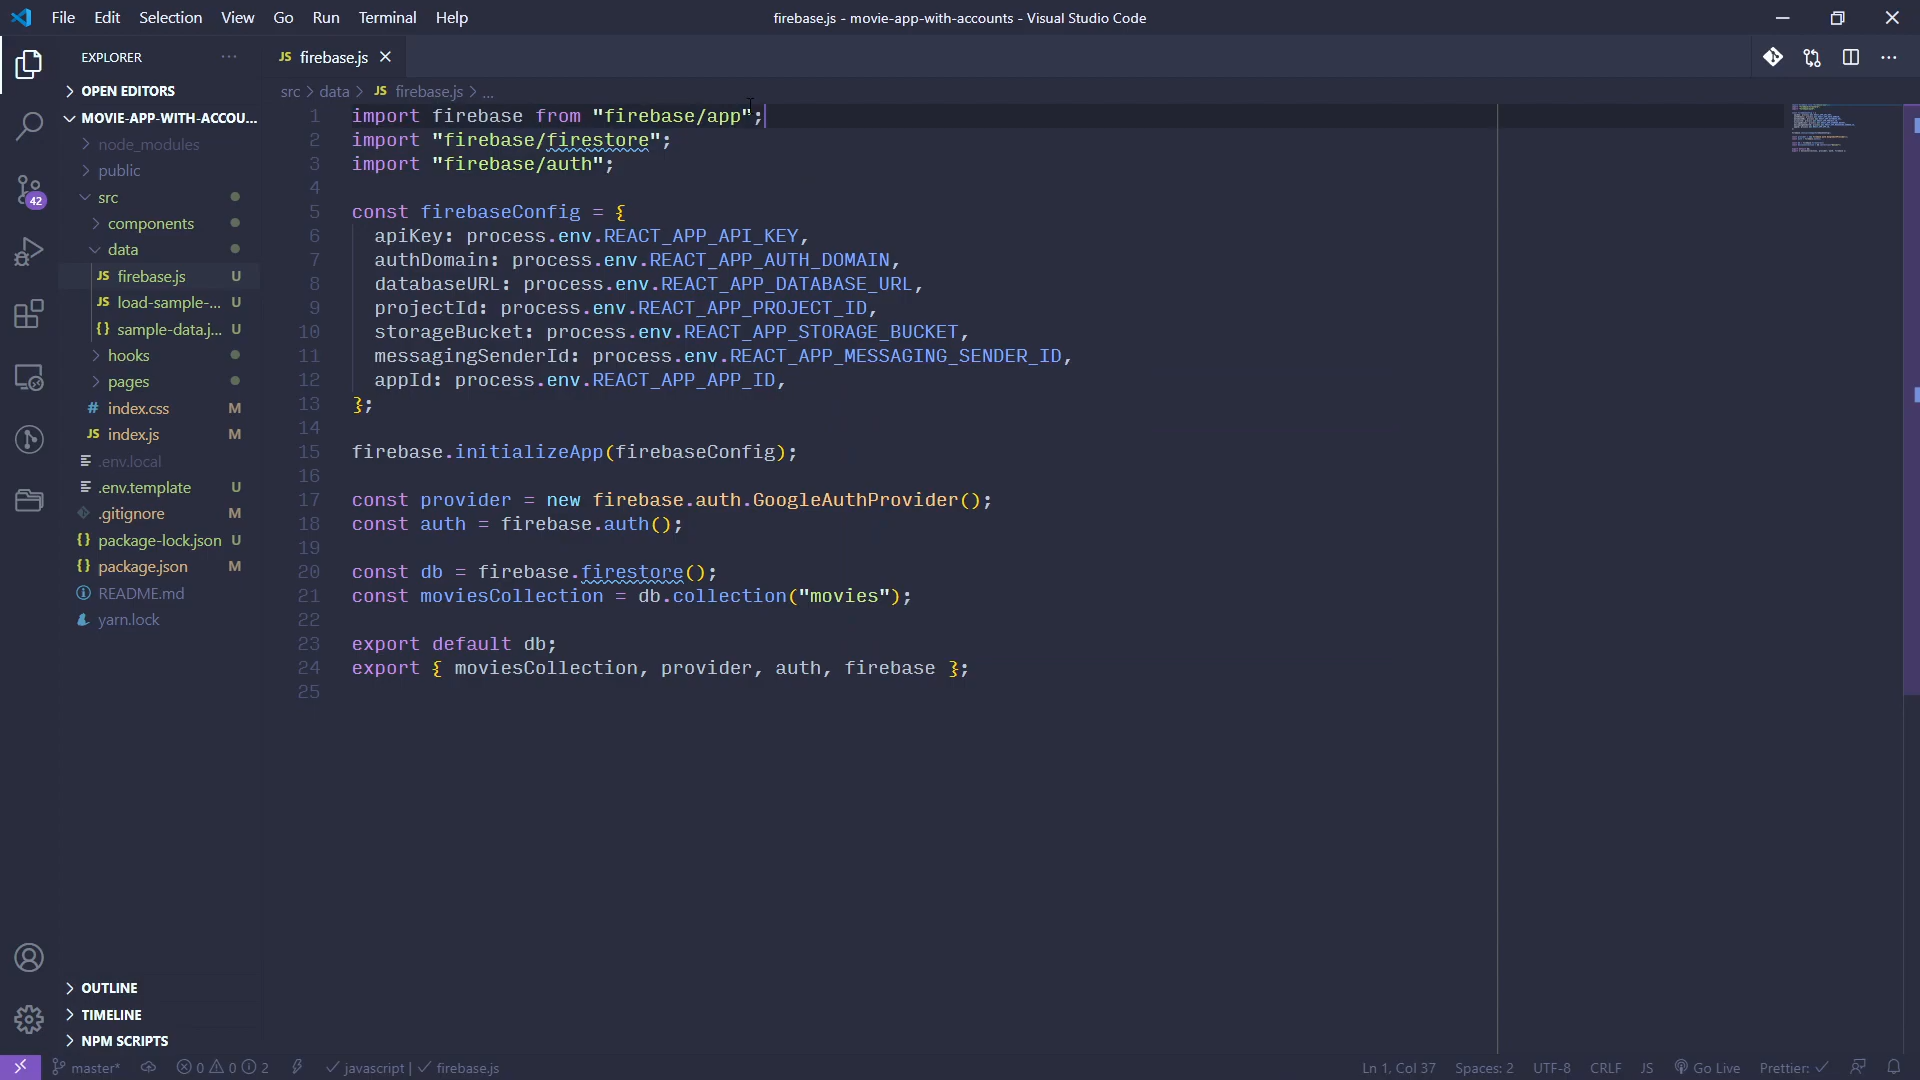 File Edit Selection View Go Run Terminal Help
firebase.js - movie-app-with-accounts - Visual Studio Code
EXPLORER
OPEN EDITORS
MOVIE-APP-WITH-ACCOU...
node_modules
public
src
components
data
JS firebase.js U
JS load-sample-... U
{} sample-data.j... U
hooks
pages
# index.css M
JS index.js M
.env.local
.env.template U
.gitignore M
{} package-lock.json U
{} package.json M
README.md
yarn.lock
42
OUTLINE
TIMELINE
NPM SCRIPTS
JS firebase.js
src > data > JS firebase.js > ...
1 import firebase from "firebase/app";
2 import "firebase/firestore";
3 import "firebase/auth";
4
5 const firebaseConfig = {
6 apiKey: process.env.REACT_APP_API_KEY,
7 authDomain: process.env.REACT_APP_AUTH_DOMAIN,
8 databaseURL: process.env.REACT_APP_DATABASE_URL,
9 projectId: process.env.REACT_APP_PROJECT_ID,
10 storageBucket: process.env.REACT_APP_STORAGE_BUCKET,
11 messagingSenderId: process.env.REACT_APP_MESSAGING_SENDER_ID,
12 appId: process.env.REACT_APP_APP_ID,
13 };
14
15 firebase.initializeApp(firebaseConfig);
16
17 const provider = new firebase.auth.GoogleAuthProvider();
18 const auth = firebase.auth();
19
20 const db = firebase.firestore();
21 const moviesCollection = db.collection("movies");
22
23 export default db;
24 export { moviesCollection, provider, auth, firebase };
25
master* 0 0 2 javascript | firebase.js
Ln 1, Col 37 Spaces: 2 UTF-8 CRLF JS Go Live Prettier: ✓